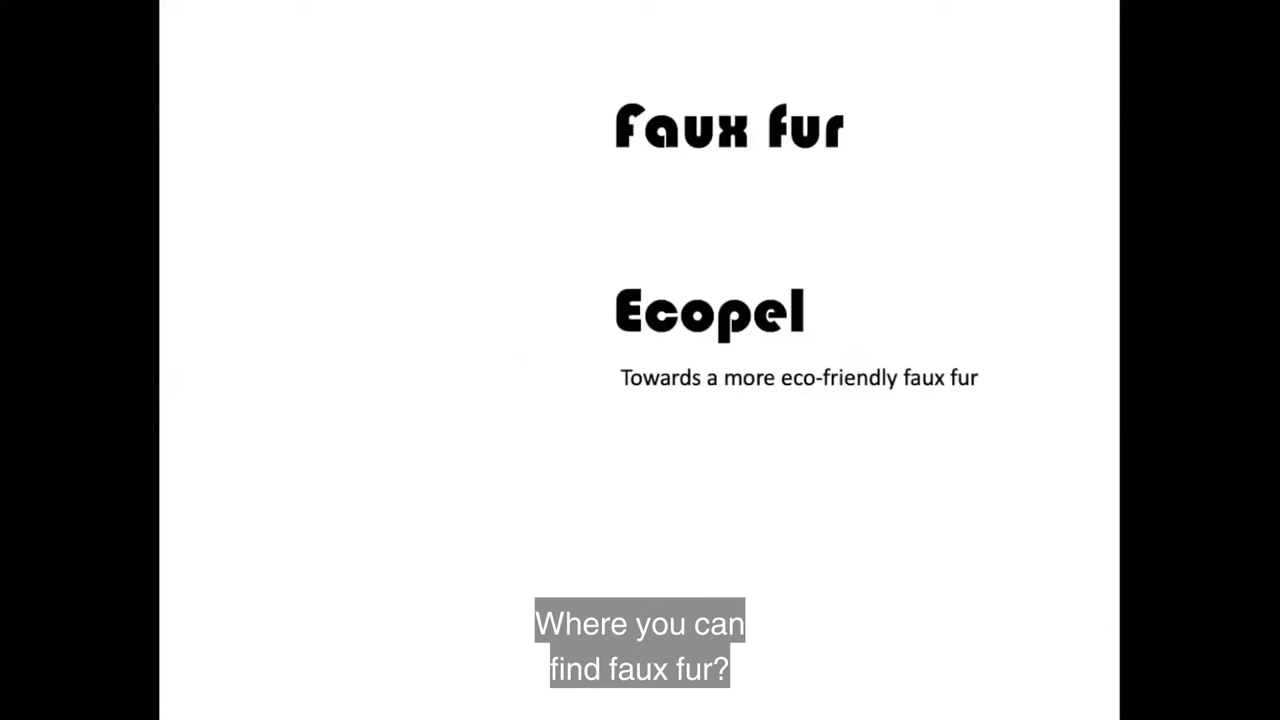 Faux fur
Ecopel
Towards a more eco-friendly faux fur
Where you can
find faux fur?